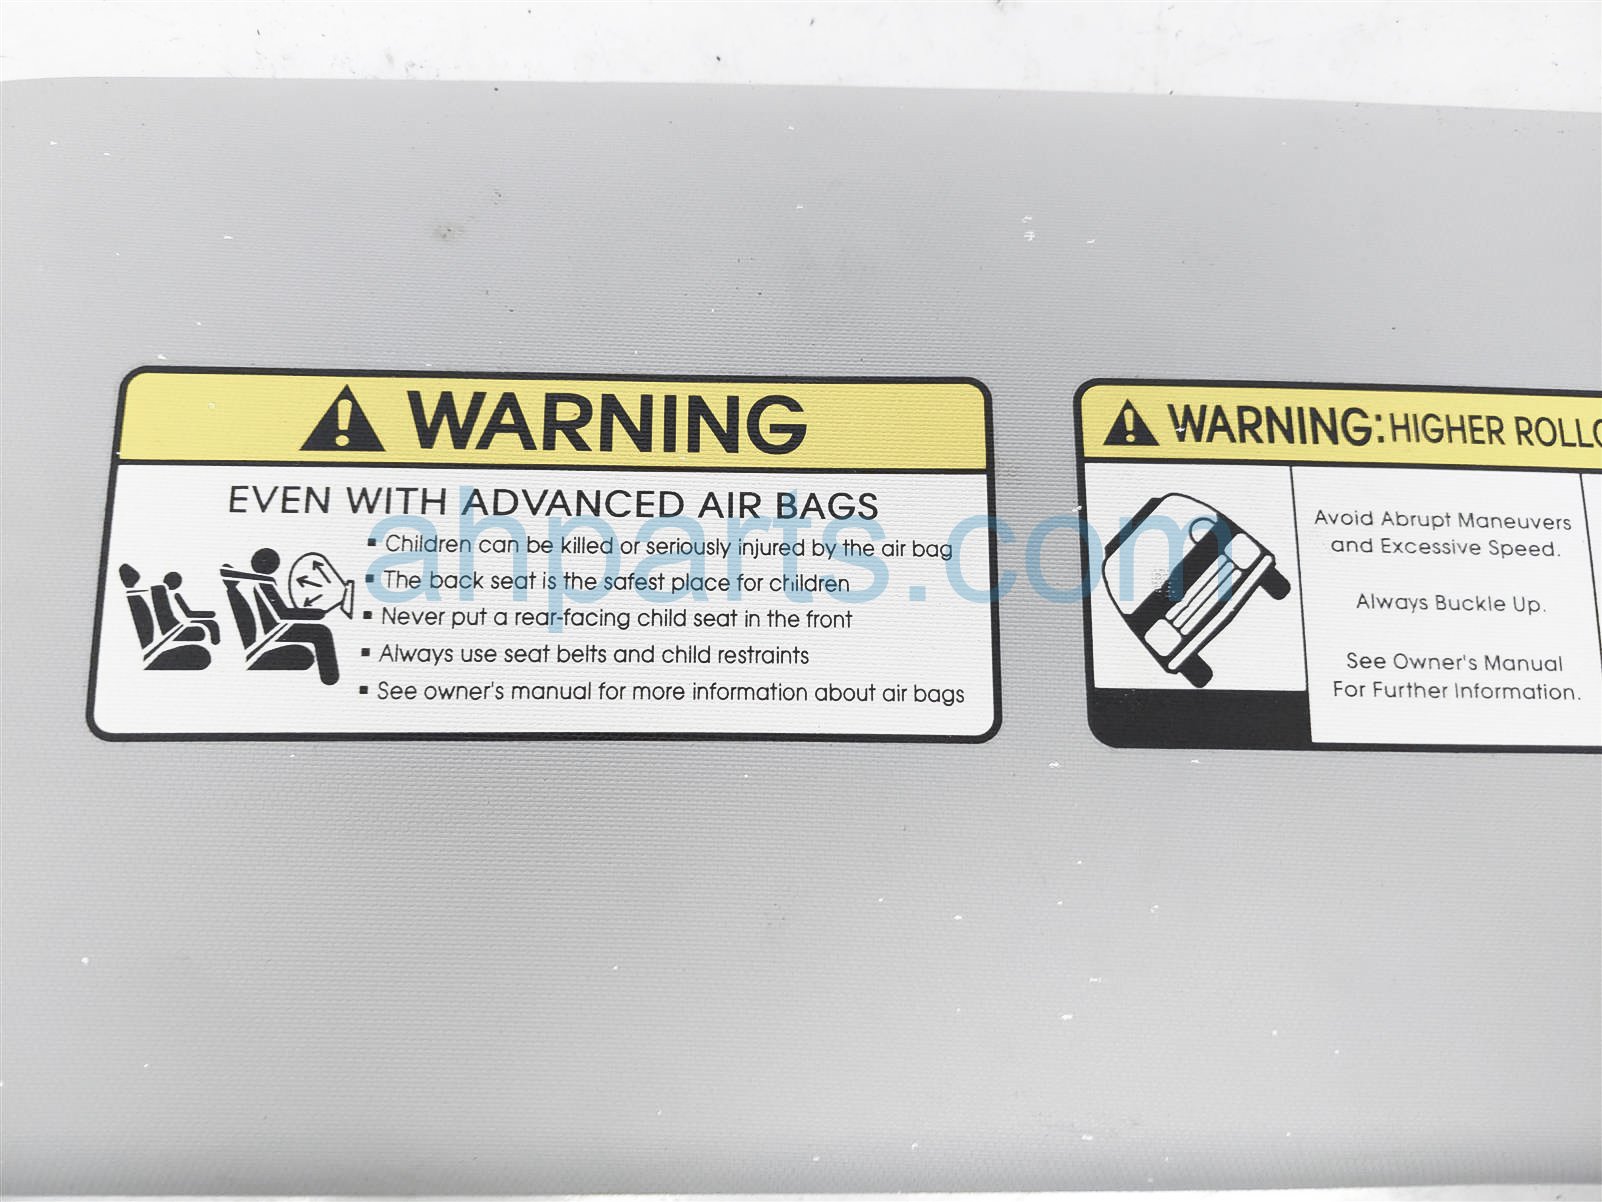 WARNING
EVEN WITH ADVANCED AIR BAGS
▪ Children can be killed or seriously injured by the air bag
▪ The back seat is the safest place for children
▪ Never put a rear-facing child seat in the front
▪ Always use seat belts and child restraints
▪ See owner's manual for more information about air bags
WARNING: HIGHER
Avoid Abrupt Maneuvers
and Excessive Speed.
Always Buckle Up.
See Owner's Manual
For Further Information.
ahparts.com